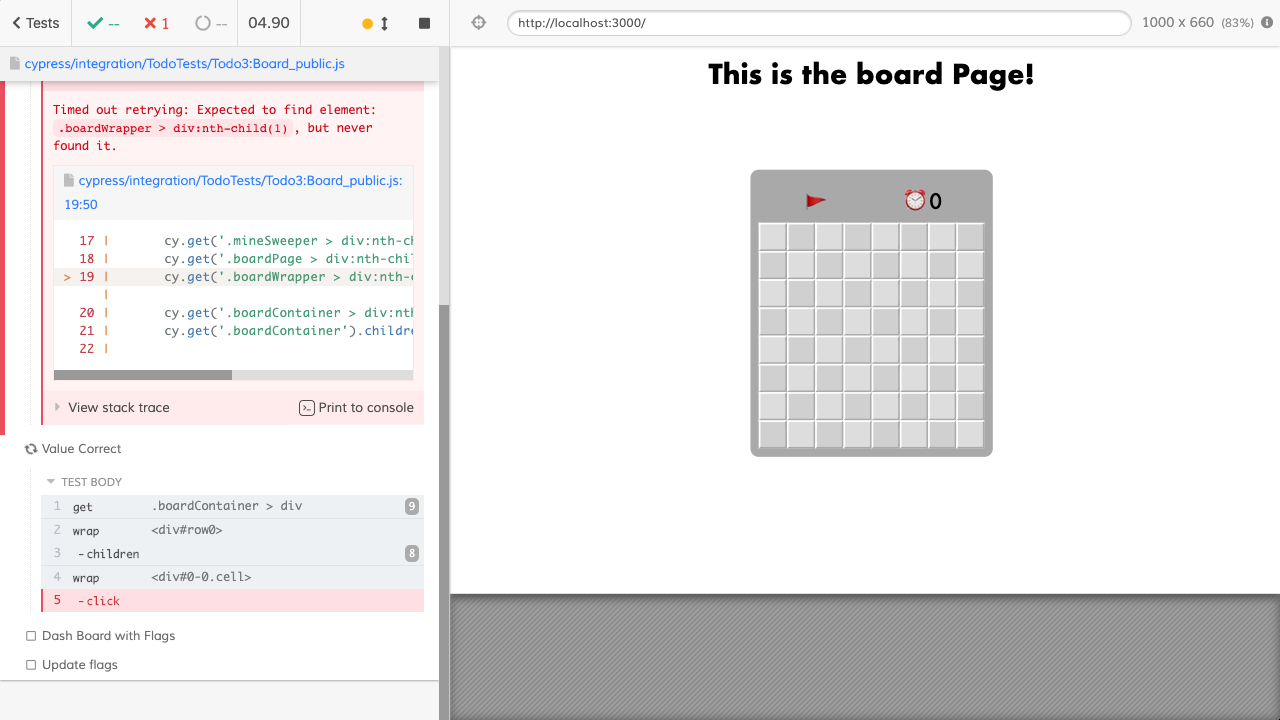 Tests
--
1
--
04.90
http://localhost:3000/
1000 x 660 (83%)
cypress/integration/TodoTests/Todo3:Board_public.js
This is the board Page!
Timed out retrying: Expected to find element:
.boardWrapper > div:nth-child(1), but never
found it.
cypress/integration/TodoTests/Todo3:Board_public.js:
19:50
17 | cy.get('.mineSweeper > div:nth-ch
18 | cy.get('.boardPage > div:nth-chil
> 19 | cy.get('.boardWrapper > div:nth-c
|
20 | cy.get('.boardContainer > div:nth
21 | cy.get('.boardContainer').childre
22 |
View stack trace
Print to console
0
Value Correct
TEST BODY
1 get .boardContainer > div 9
2 wrap <div#row0>
3 -children 8
4 wrap <div#0-0.cell>
5 -click
Dash Board with Flags
Update flags